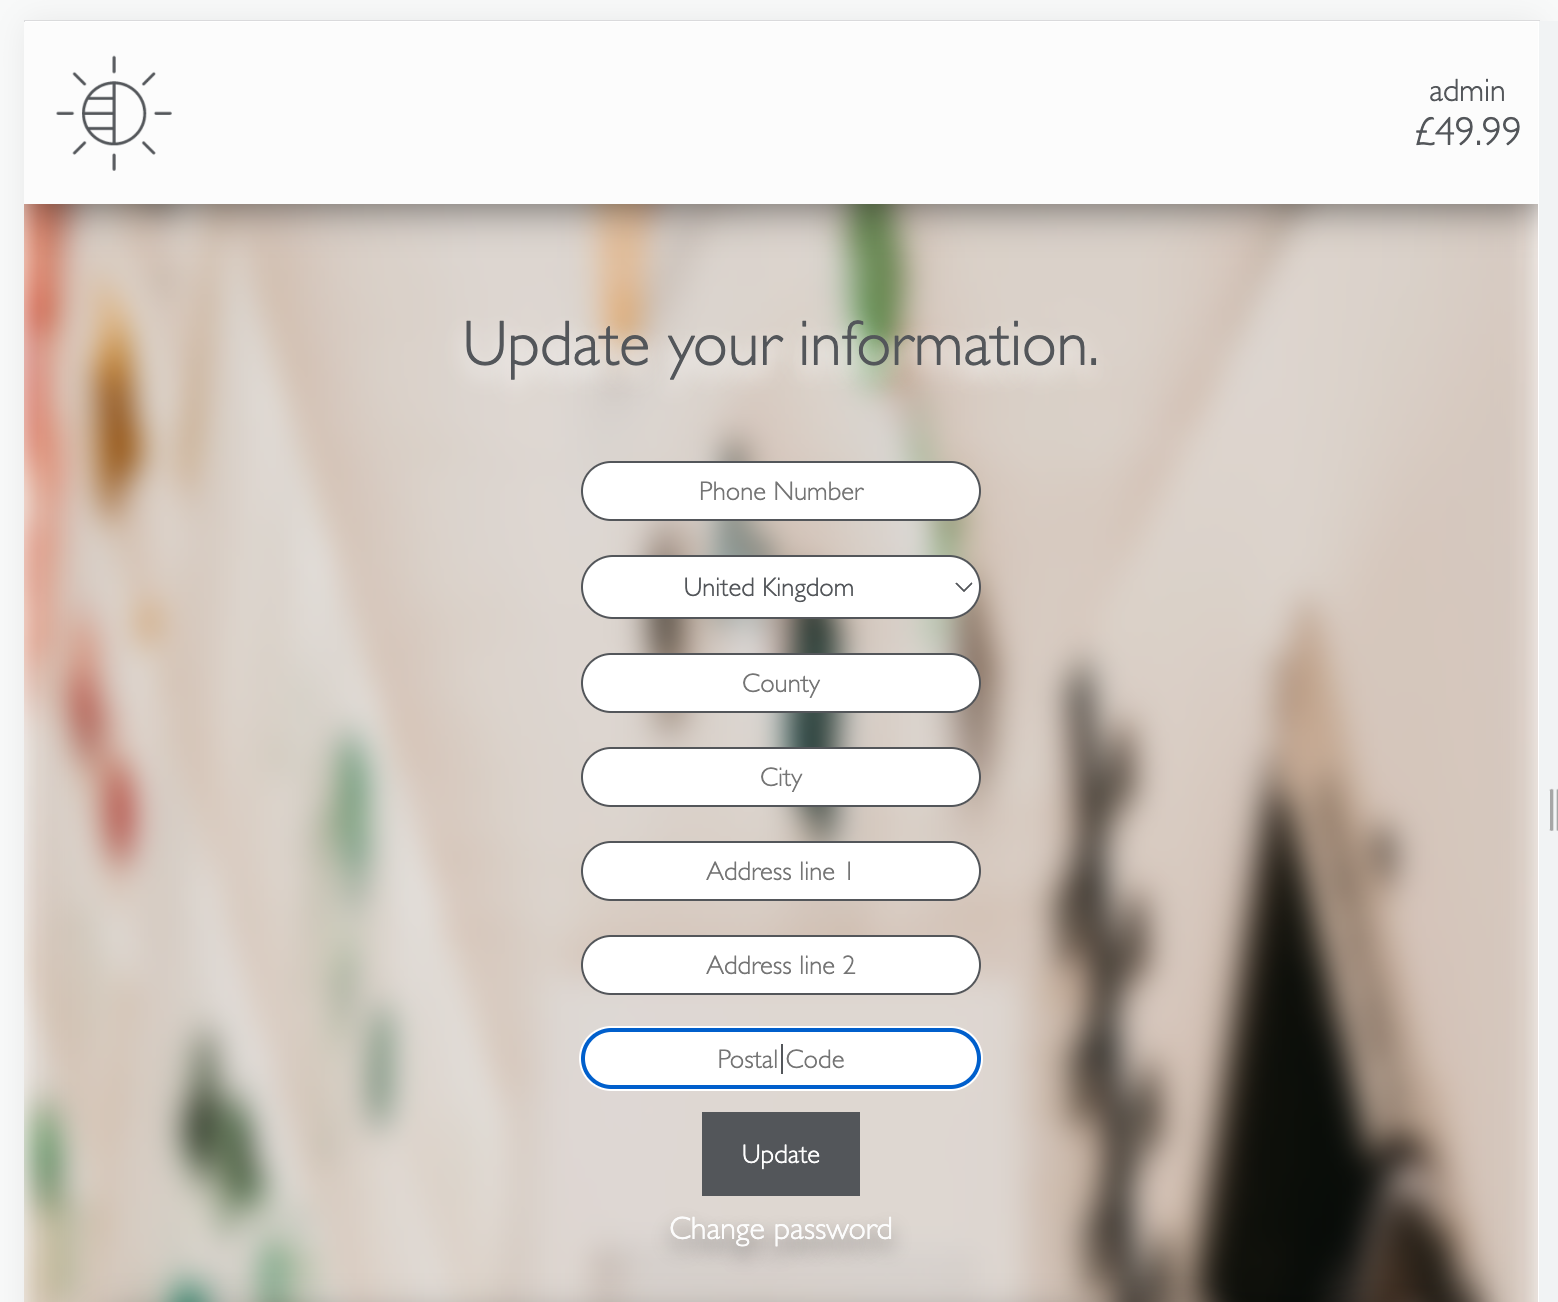 admin
£49.99
Update your information.
Phone Number
United Kingdom
County
City
Address line 1
Address line 2
Postal Code
Update
Change password